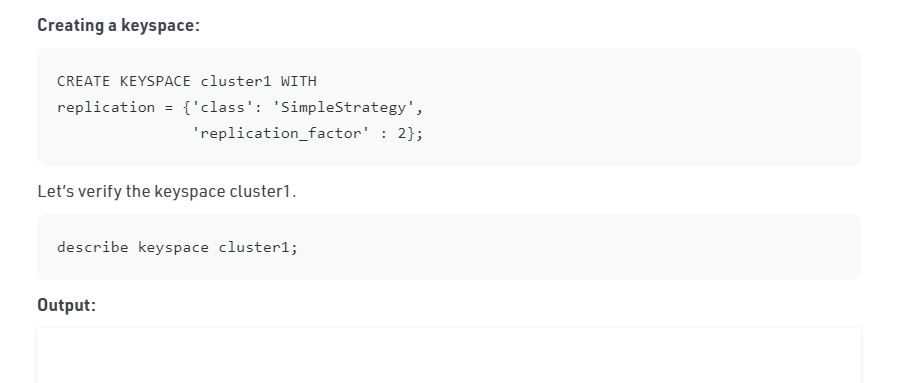 Creating a keyspace:
CREATE KEYSPACE cluster1 WITH
replication = {'class': 'SimpleStrategy',
'replication_factor' : 2};
Let's verify the keyspace cluster1.
describe keyspace cluster1;
Output: